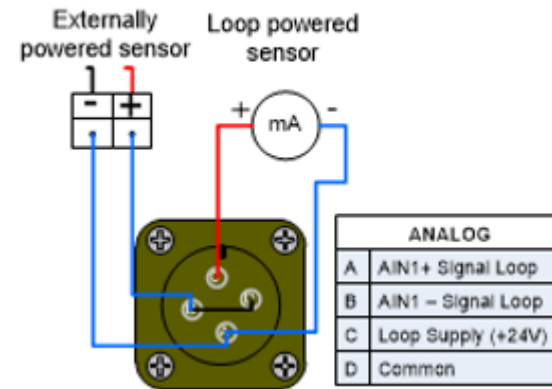 Externally
powered sensor
Loop powered
sensor
- +
+ mA -
ANALOG
A AIN1+ Signal Loop
B AIN1 – Signal Loop
C Loop Supply (+24V)
D Common